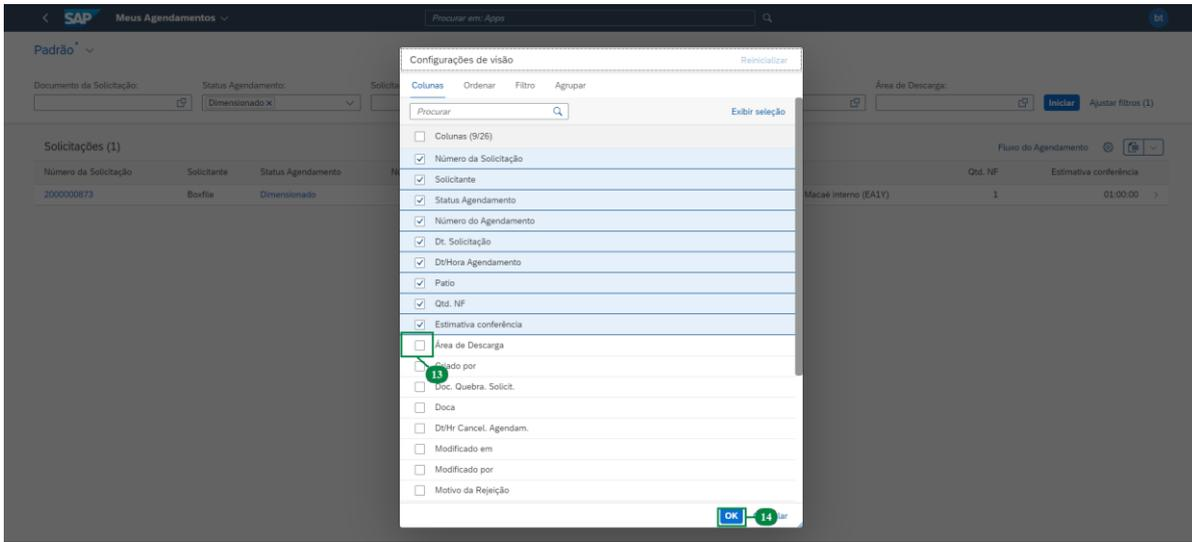 SAP Meus Agendamentos Procurar em: Apps bt
Padrão*
Documento da Solicitação: Status Agendamento: Solicita Área de Descarga:
Dimensionado Iniciar Ajustar filtros (1)
Solicitações (1) Fluxo do Agendamento
Número da Solicitação Solicitante Status Agendamento Qtd. NF Estimativa conferência
2000000873 Boxfile Dimensionado Macaé interno (EA1Y) 1 01:00:00
Configurações de visão Reinicializar
Colunas Ordenar Filtro Agrupar
Procurar Exibir seleção
Colunas (9/26)
Número da Solicitação
Solicitante
Status Agendamento
Número do Agendamento
Dt. Solicitação
Dt/Hora Agendamento
Patio
Qtd. NF
Estimativa conferência
Área de Descarga
Criado por
13
Doc. Quebra. Solicit.
Doca
Dt/Hr Cancel. Agendam.
Modificado em
Modificado por
Motivo da Rejeição
OK 14